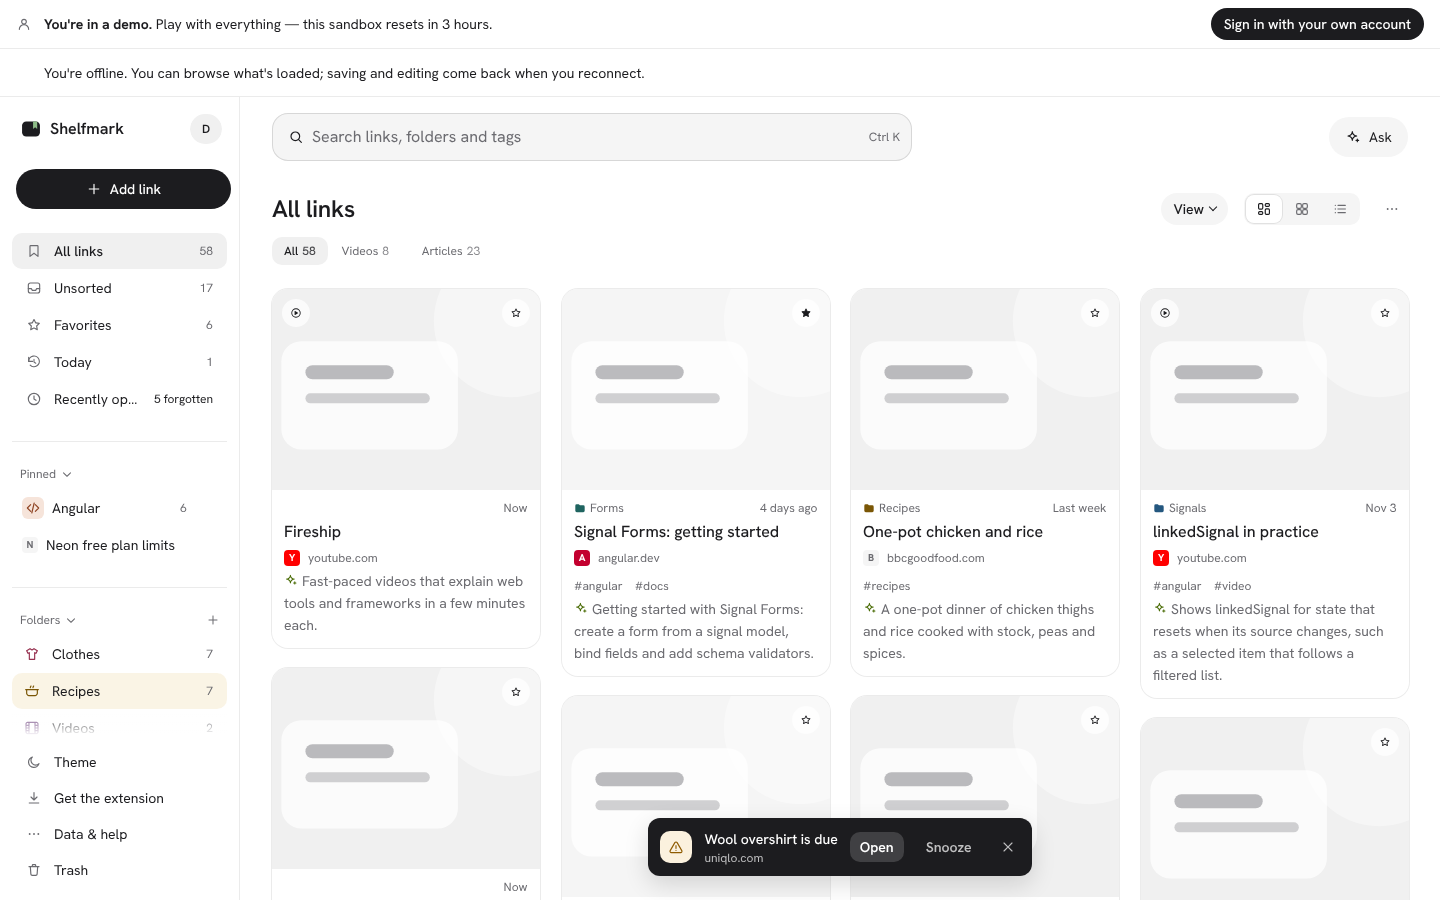 You're in a demo. Play with everything — this sandbox resets in 3 hours.
Sign in with your own account
You're offline. You can browse what's loaded; saving and editing come back when you reconnect.
Shelfmark
D
Add link
All links 58
Unsorted 17
Favorites 6
Today 1
Recently op... 5 forgotten
Pinned
Angular 6
N Neon free plan limits
Folders
Clothes 7
Recipes 7
Videos 2
Theme
Get the extension
Data & help
Trash
Search links, folders and tags Ctrl K
Ask
All links
View
All 58 Videos 8 Articles 23
Now
Fireship
Y youtube.com
Fast-paced videos that explain web
tools and frameworks in a few minutes
each.
Forms 4 days ago
Signal Forms: getting started
A angular.dev
#angular #docs
Getting started with Signal Forms:
create a form from a signal model,
bind fields and add schema validators.
Recipes Last week
One-pot chicken and rice
B bbcgoodfood.com
#recipes
A one-pot dinner of chicken thighs
and rice cooked with stock, peas and
spices.
Signals Nov 3
linkedSignal in practice
Y youtube.com
#angular #video
Shows linkedSignal for state that
resets when its source changes, such
as a selected item that follows a
filtered list.
Now
Wool overshirt is due
uniqlo.com
Open
Snooze